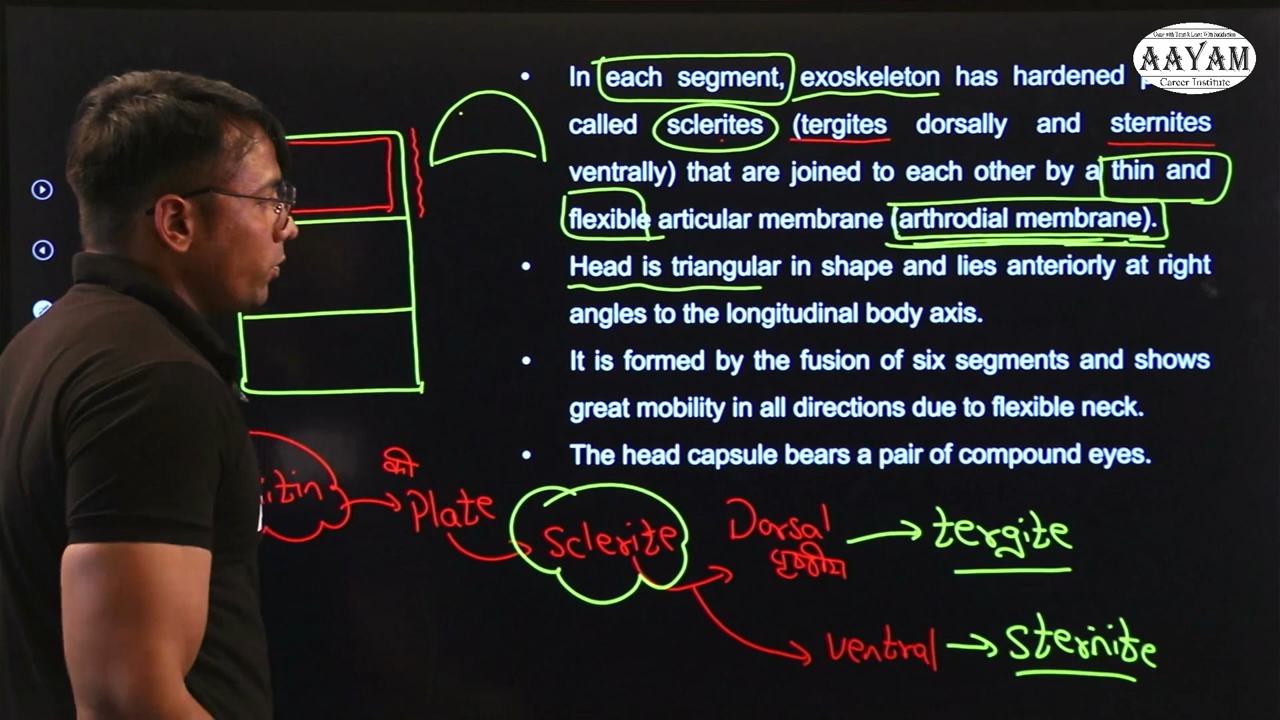 AAYAM
Career Institute
• In each segment, exoskeleton has hardened
called sclerites (tergites dorsally and sternites
ventrally) that are joined to each other by a thin and
flexible articular membrane (arthrodial membrane).
• Head is triangular in shape and lies anteriorly at right
angles to the longitudinal body axis.
• It is formed by the fusion of six segments and shows
great mobility in all directions due to flexible neck.
• The head capsule bears a pair of compound eyes.
itin की Plate Sclerite Dorsal tergite
पृष्ठीय
ventral sternite